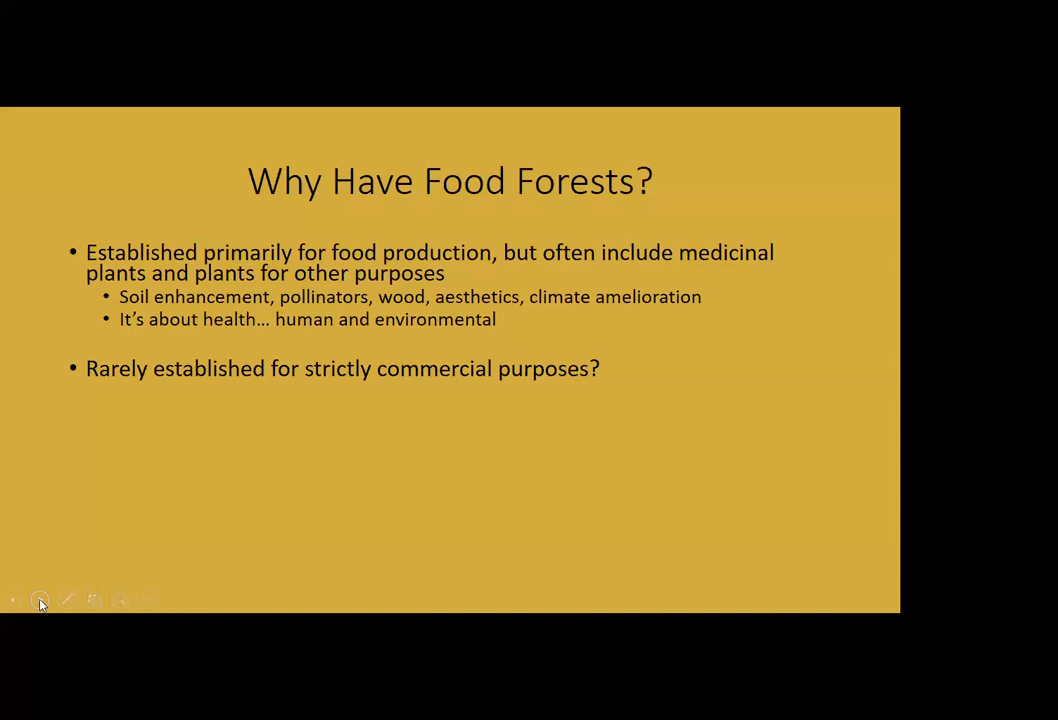 Why Have Food Forests?
• Established primarily for food production, but often include medicinal
plants and plants for other purposes
• Soil enhancement, pollinators, wood, aesthetics, climate amelioration
• It’s about health… human and environmental
• Rarely established for strictly commercial purposes?